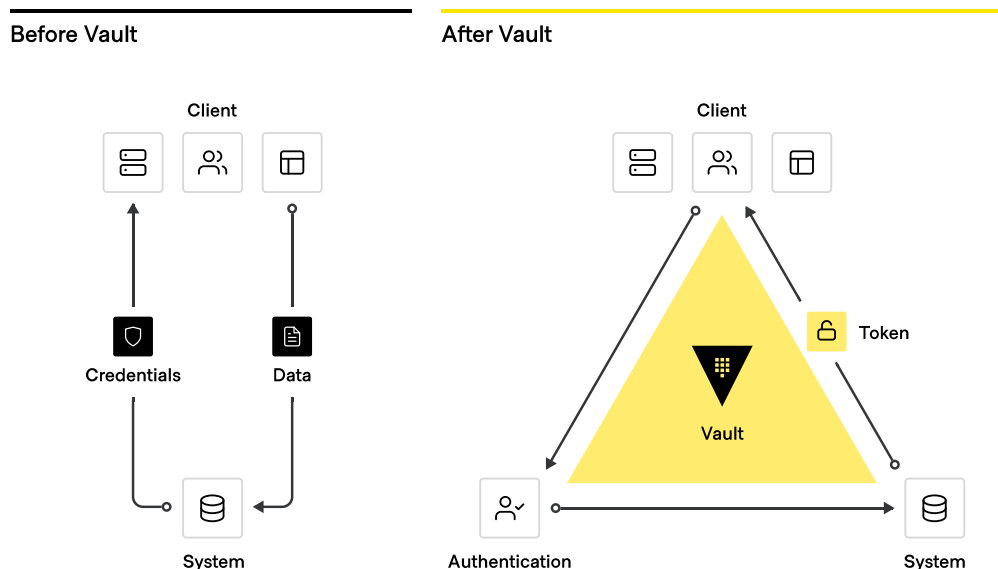 Before Vault
After Vault
Client
Credentials
Data
System
Client
Token
Vault
Authentication
System